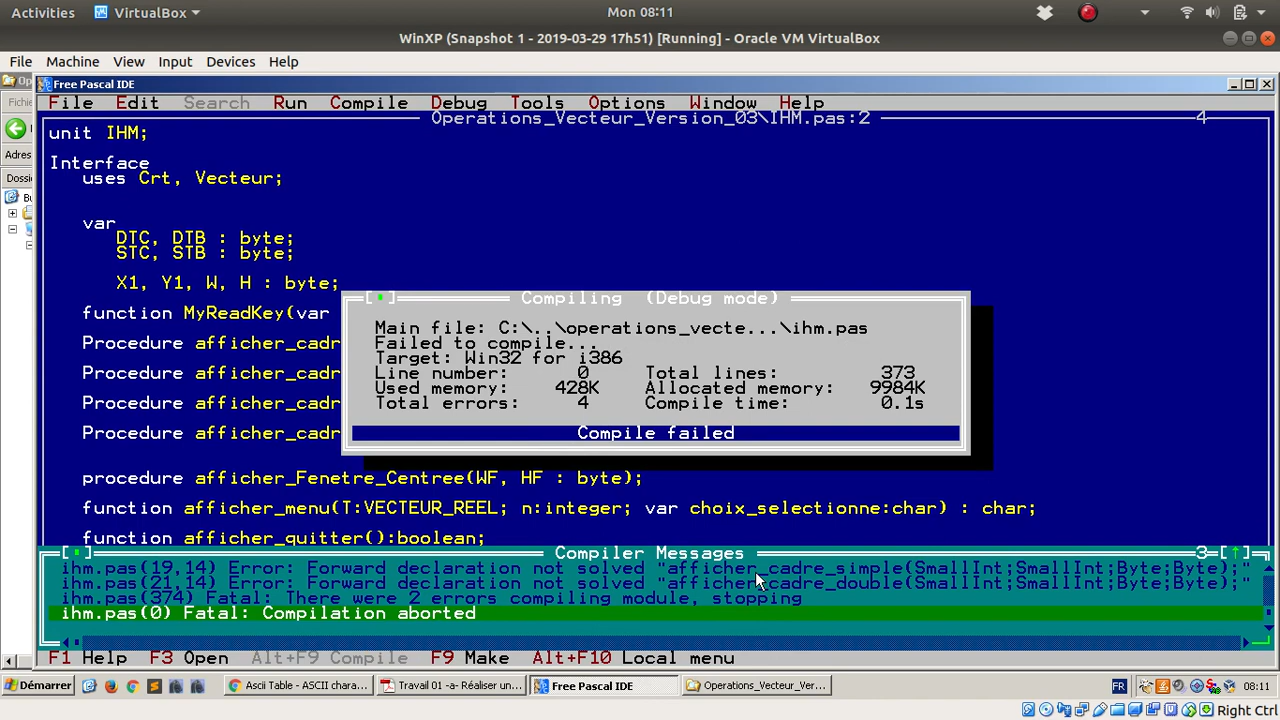 Activities VirtualBox Mon 08:11
WinXP (Snapshot 1 - 2019-03-29 17h51) [Running] - Oracle VM VirtualBox
File Machine View Input Devices Help
Free Pascal IDE
File Edit Search Run Compile Debug Tools Options Window Help
Operations_Vecteur_Version_03\IHM.pas:2 4
unit IHM;
Interface
uses Crt, Vecteur;
var
DTC, DTB : byte;
STC, STB : byte;
X1, Y1, W, H : byte;
function MyReadKey(var
Procedure afficher_cadr
Procedure afficher_cadr
Procedure afficher_cadr
Procedure afficher_cadr
procedure afficher_Fenetre_Centree(WF, HF : byte);
function afficher_menu(T:VECTEUR_REEL; n:integer; var choix_selectionne:char) : char;
function afficher_quitter():boolean;
Compiling (Debug mode)
Main file: C:\..\operations_vecte...\ihm.pas
Failed to compile...
Target: Win32 for i386
Line number: 0 Total lines: 373
Used memory: 428K Allocated memory: 9984K
Total errors: 4 Compile time: 0.1s
Compile failed
Compiler Messages 3
ihm.pas(19,14) Error: Forward declaration not solved "afficher_cadre_simple(SmallInt;SmallInt;Byte;Byte);"
ihm.pas(21,14) Error: Forward declaration not solved "afficher_cadre_double(SmallInt;SmallInt;Byte;Byte);"
ihm.pas(374) Fatal: There were 2 errors compiling module, stopping
ihm.pas(0) Fatal: Compilation aborted
F1 Help F3 Open Alt+F9 Compile F9 Make Alt+F10 Local menu
Fichie
Adres
Dossie
Démarrer Ascii Table - ASCII chara... Travail 01 -a- Réaliser un... Free Pascal IDE Operations_Vecteur_Ver... FR 08:11
Right Ctrl